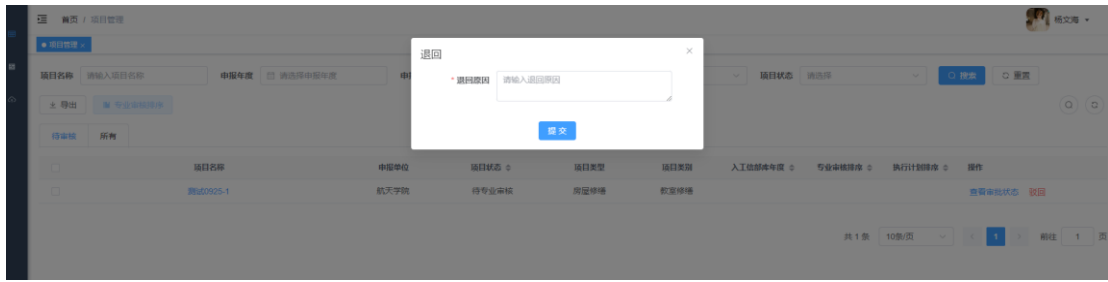 首页 / 项目管理
杨文海
项目管理 ×
退回
项目名称 请输入项目名称 申报年度 请选择申报年度 申 项目状态 请选择 搜索 重置
* 退回原因 请输入退回原因
导出 专业审核排序
提 交
待审核 所有
项目名称 申报单位 项目状态 项目类型 项目类别 入工信部库年度 专业审核排序 执行计划排序 操作
测试0925-1 航天学院 待专业审核 房屋修缮 教室修缮 查看审批状态 驳回
共 1 条 10条/页 1 前往 1 页